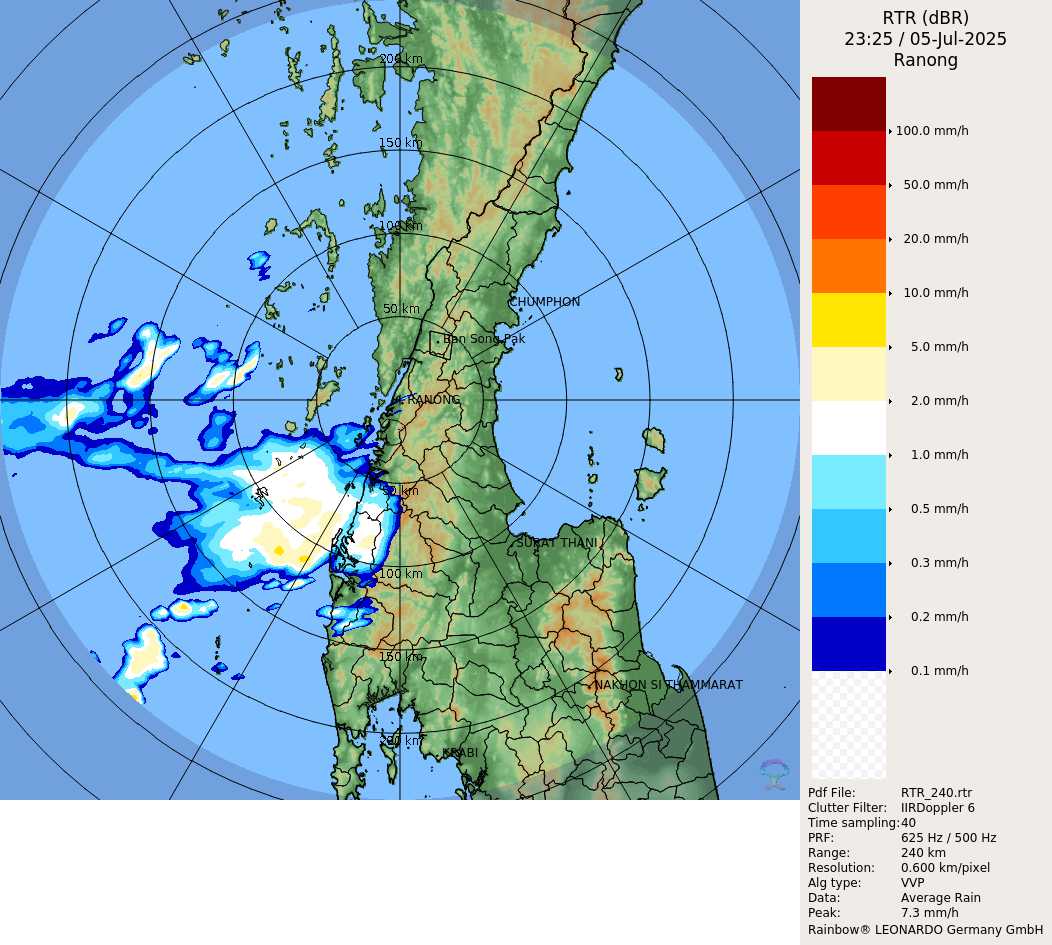 200 km
150 km
100 km
50 km
CHUMPHON
Ban Song Pak
RANONG
50 km
SURAT THANI
100 km
150 km
NAKHON SI THAMMARAT
200 km
KRABI
RTR (dBR)
23:25 / 05-Jul-2025
Ranong
100.0 mm/h
50.0 mm/h
20.0 mm/h
10.0 mm/h
5.0 mm/h
2.0 mm/h
1.0 mm/h
0.5 mm/h
0.3 mm/h
0.2 mm/h
0.1 mm/h
Pdf File: RTR_240.rtr
Clutter Filter: IIRDoppler 6
Time sampling: 40
PRF: 625 Hz / 500 Hz
Range: 240 km
Resolution: 0.600 km/pixel
Alg type: VVP
Data: Average Rain
Peak: 7.3 mm/h
Rainbow® LEONARDO Germany GmbH